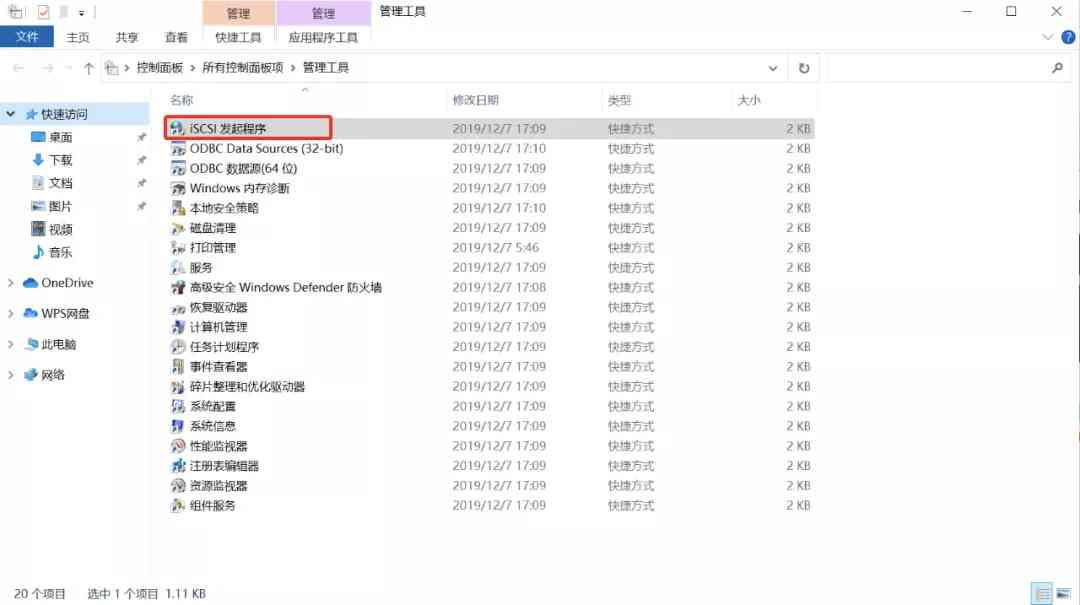 管理 管理 管理工具
文件 主页 共享 查看 快捷工具 应用程序工具
控制面板 > 所有控制面板项 > 管理工具
名称 修改日期 类型 大小
快速访问
桌面
下载
文档
图片
视频
音乐
OneDrive
WPS网盘
此电脑
网络
iSCSI 发起程序 2019/12/7 17:09 快捷方式 2 KB
ODBC Data Sources (32-bit) 2019/12/7 17:10 快捷方式 2 KB
ODBC 数据源(64 位) 2019/12/7 17:09 快捷方式 2 KB
Windows 内存诊断 2019/12/7 17:09 快捷方式 2 KB
本地安全策略 2019/12/7 17:10 快捷方式 2 KB
磁盘清理 2019/12/7 17:09 快捷方式 2 KB
打印管理 2019/12/7 5:46 快捷方式 2 KB
服务 2019/12/7 17:09 快捷方式 2 KB
高级安全 Windows Defender 防火墙 2019/12/7 17:08 快捷方式 2 KB
恢复驱动器 2019/12/7 17:09 快捷方式 2 KB
计算机管理 2019/12/7 17:09 快捷方式 2 KB
任务计划程序 2019/12/7 17:09 快捷方式 2 KB
事件查看器 2019/12/7 17:09 快捷方式 2 KB
碎片整理和优化驱动器 2019/12/7 17:09 快捷方式 2 KB
系统配置 2019/12/7 17:09 快捷方式 2 KB
系统信息 2019/12/7 17:09 快捷方式 2 KB
性能监视器 2019/12/7 17:09 快捷方式 2 KB
注册表编辑器 2019/12/7 17:09 快捷方式 2 KB
资源监视器 2019/12/7 17:09 快捷方式 2 KB
组件服务 2019/12/7 17:09 快捷方式 2 KB
20 个项目 选中 1 个项目 1.11 KB